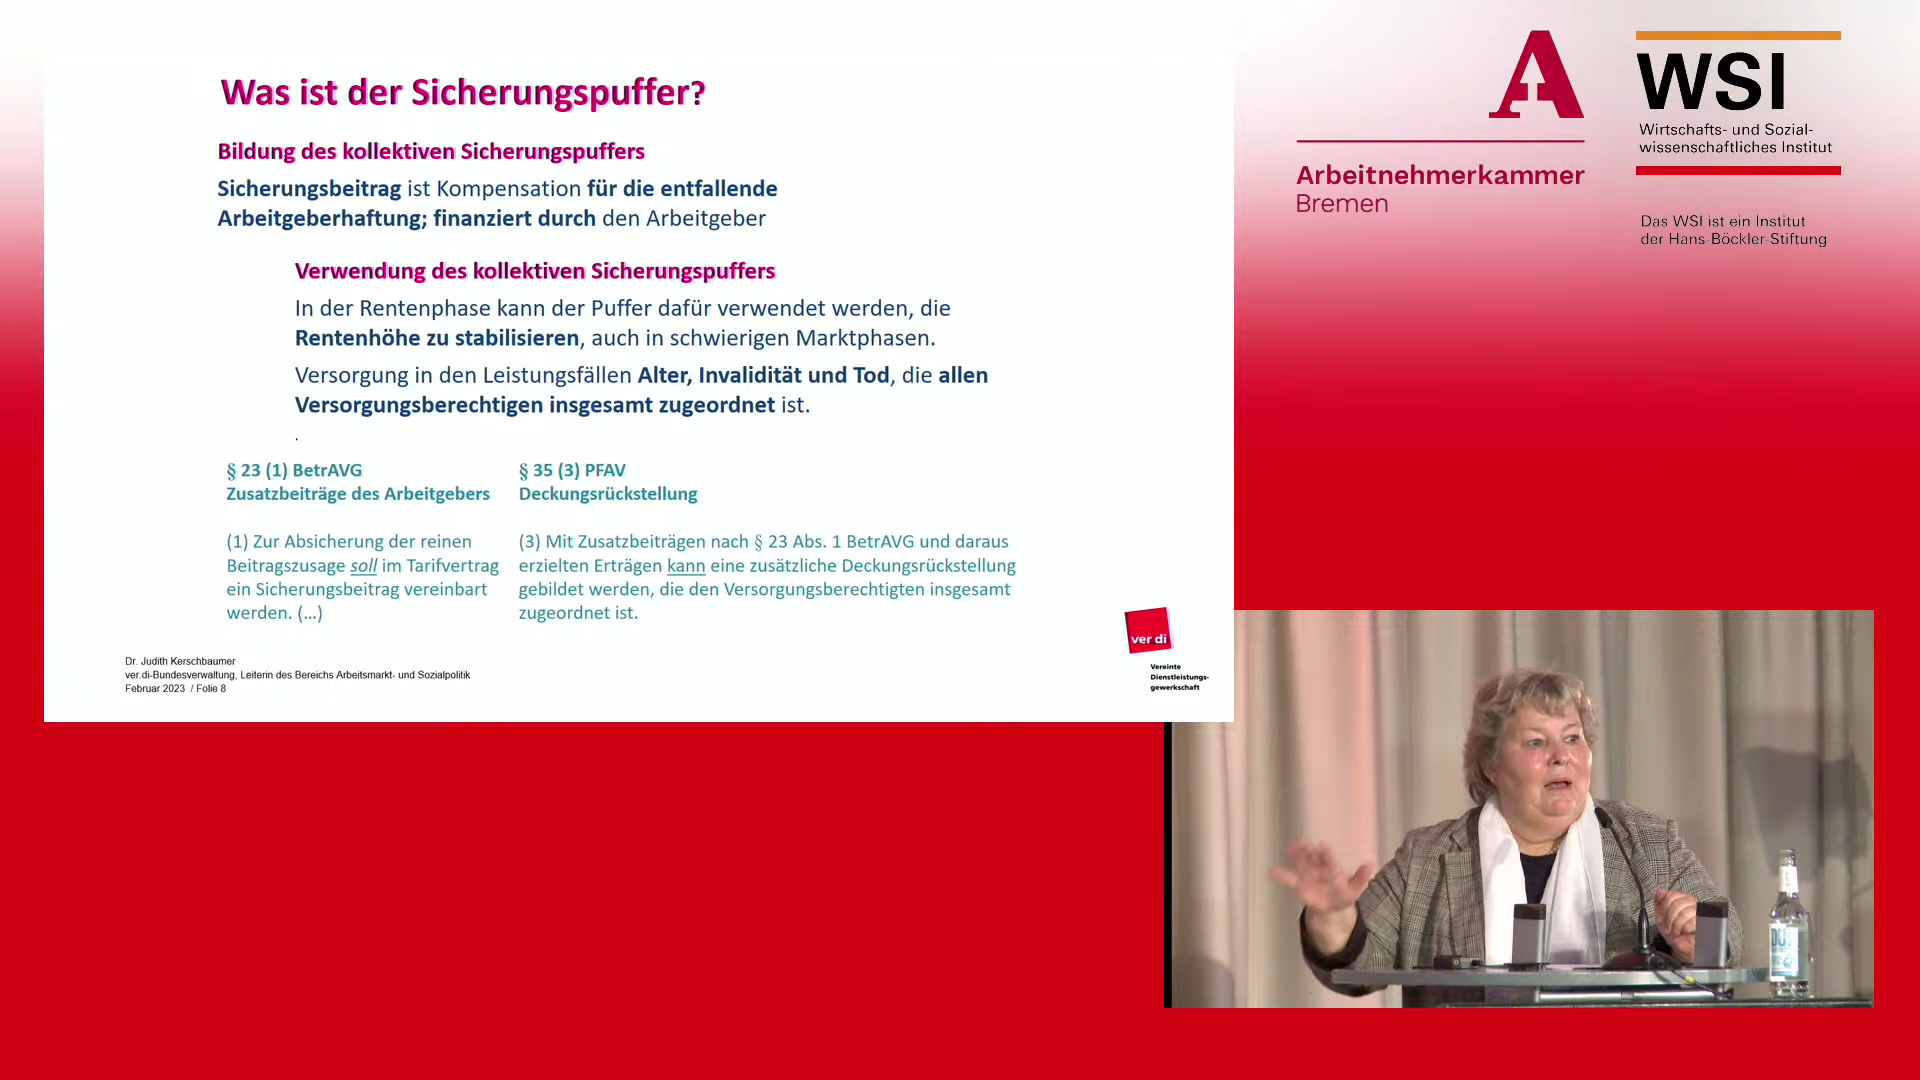 Was ist der Sicherungspuffer?
Bildung des kollektiven Sicherungspuffers
Sicherungsbeitrag ist Kompensation für die entfallende
Arbeitgeberhaftung; finanziert durch den Arbeitgeber
Verwendung des kollektiven Sicherungspuffers
In der Rentenphase kann der Puffer dafür verwendet werden, die
Rentenhöhe zu stabilisieren, auch in schwierigen Marktphasen.
Versorgung in den Leistungsfällen Alter, Invalidität und Tod, die allen
Versorgungsberechtigen insgesamt zugeordnet ist.
.
§ 23 (1) BetrAVG
Zusatzbeiträge des Arbeitgebers
(1) Zur Absicherung der reinen
Beitragszusage soll im Tarifvertrag
ein Sicherungsbeitrag vereinbart
werden. (...)
§ 35 (3) PFAV
Deckungsrückstellung
(3) Mit Zusatzbeiträgen nach § 23 Abs. 1 BetrAVG und daraus
erzielten Erträgen kann eine zusätzliche Deckungsrückstellung
gebildet werden, die den Versorgungsberechtigten insgesamt
zugeordnet ist.
Dr. Judith Kerschbaumer
ver.di-Bundesverwaltung, Leiterin des Bereichs Arbeitsmarkt- und Sozialpolitik
Februar 2023 / Folie 8
ver di
Vereinte
Dienstleistungs-
gewerkschaft
A
Arbeitnehmerkammer
Bremen
WSI
Wirtschafts- und Sozial-
wissenschaftliches Institut
Das WSI ist ein Institut
der Hans-Böckler-Stiftung